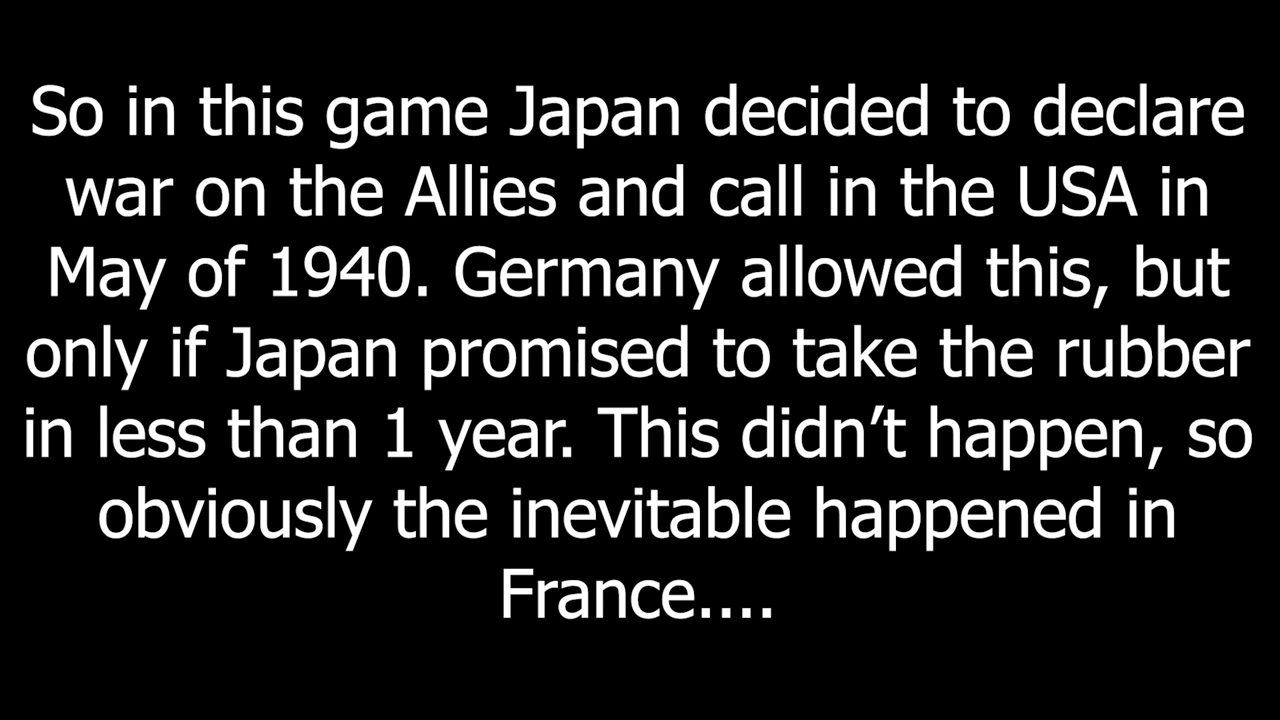 So in this game Japan decided to declare
war on the Allies and call in the USA in
May of 1940. Germany allowed this, but
only if Japan promised to take the rubber
in less than 1 year. This didn’t happen, so
obviously the inevitable happened in
France....